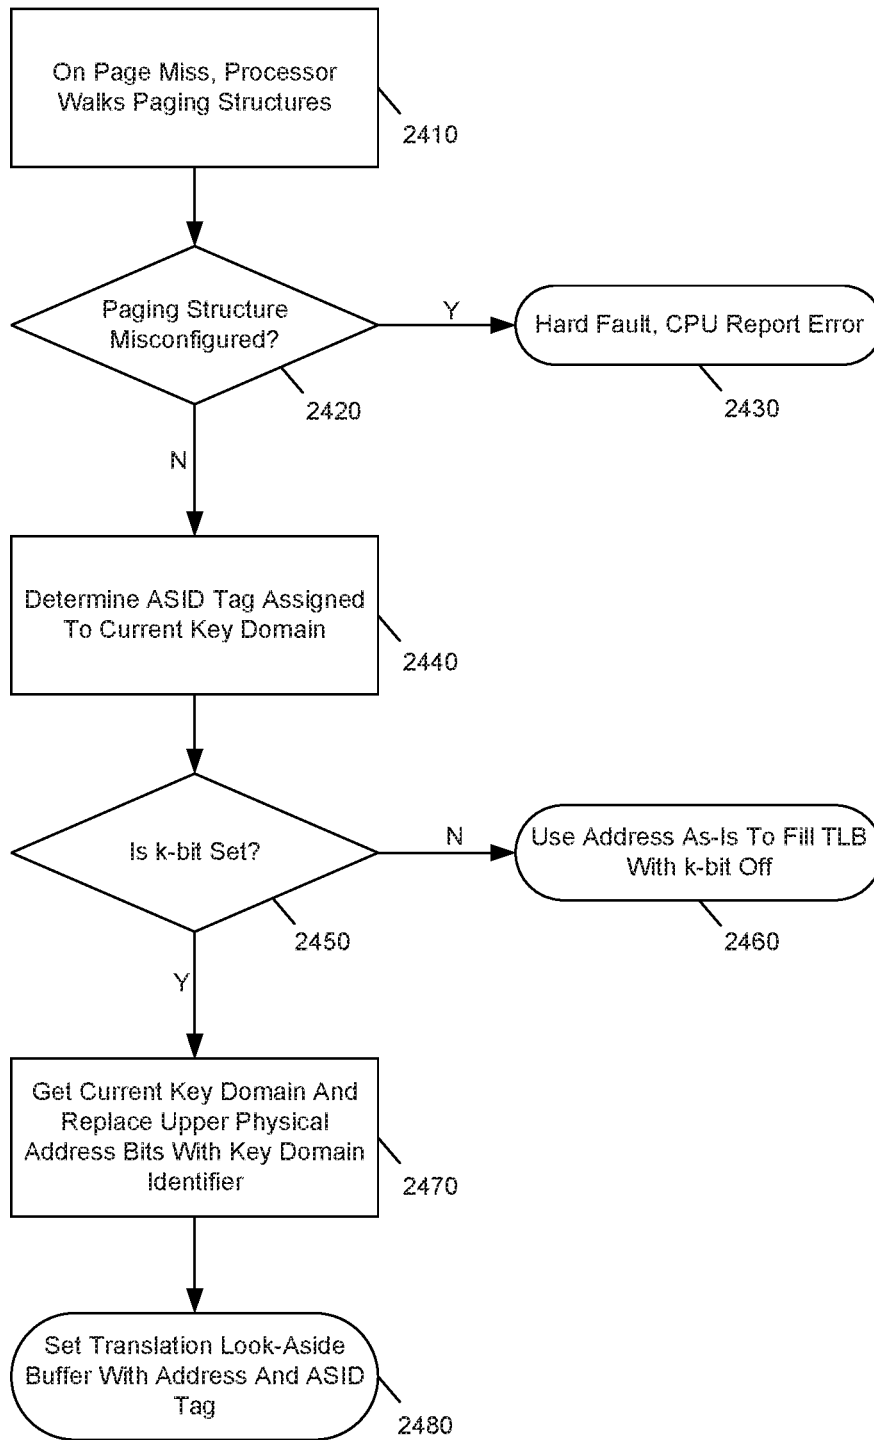 On Page Miss, Processor
Walks Paging Structures
2410
Paging Structure
Misconfigured?
2420
Y
Hard Fault, CPU Report Error
2430
N
Determine ASID Tag Assigned
To Current Key Domain
2440
Is k-bit Set?
2450
N
Use Address As-Is To Fill TLB
With k-bit Off
2460
Y
Get Current Key Domain And
Replace Upper Physical
Address Bits With Key Domain
Identifier
2470
Set Translation Look-Aside
Buffer With Address And ASID
Tag
2480